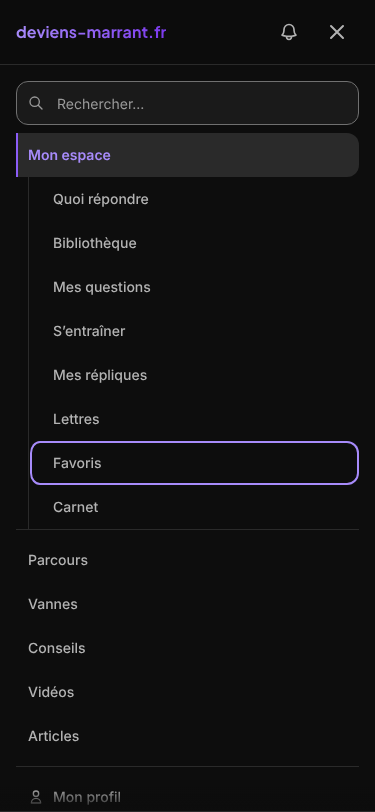 deviens-marrant.fr
Rechercher...
Mon espace
Quoi répondre
Bibliothèque
Mes questions
S’entraîner
Mes répliques
Lettres
Favoris
Carnet
Parcours
Vannes
Conseils
Vidéos
Articles
Mon profil